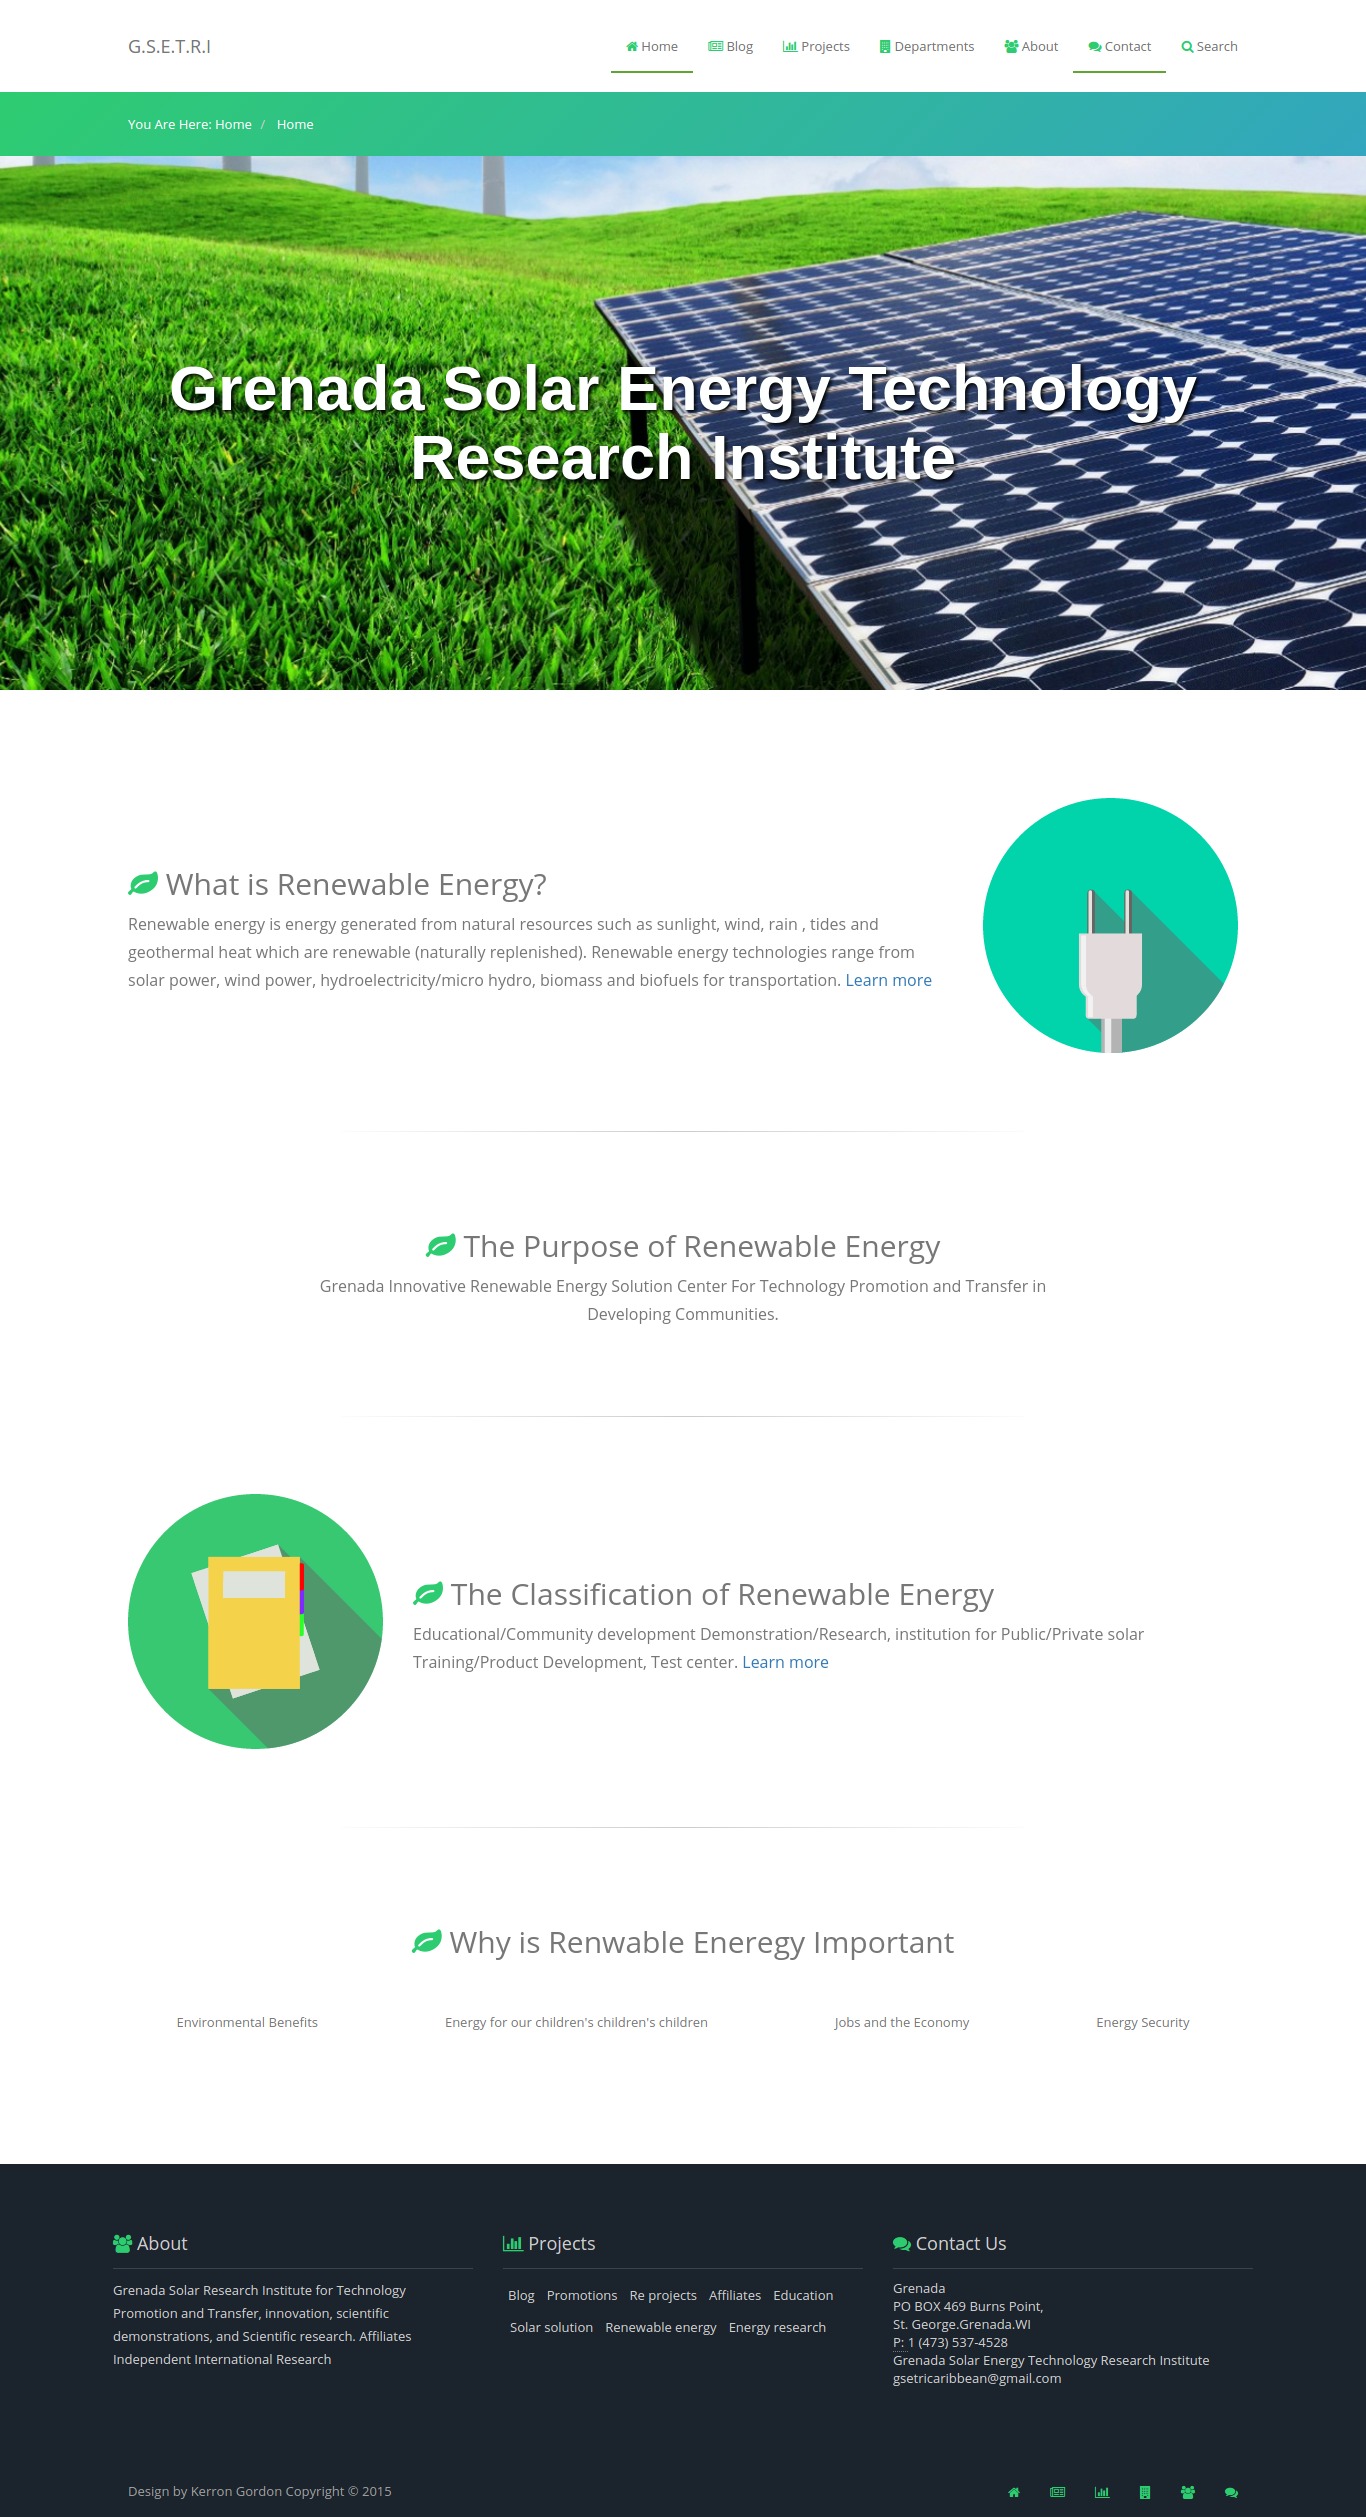 G.S.E.T.R.I
Home Blog Projects Departments About Contact Search
You Are Here: Home / Home
Grenada Solar Energy Technology
Research Institute
What is Renewable Energy?
Renewable energy is energy generated from natural resources such as sunlight, wind, rain , tides and
geothermal heat which are renewable (naturally replenished). Renewable energy technologies range from
solar power, wind power, hydroelectricity/micro hydro, biomass and biofuels for transportation. Learn more
The Purpose of Renewable Energy
Grenada Innovative Renewable Energy Solution Center For Technology Promotion and Transfer in
Developing Communities.
The Classification of Renewable Energy
Educational/Community development Demonstration/Research, institution for Public/Private solar
Training/Product Development, Test center. Learn more
Why is Renwable Eneregy Important
Environmental Benefits
Energy for our children's children's children
Jobs and the Economy
Energy Security
About
Grenada Solar Research Institute for Technology
Promotion and Transfer, innovation, scientific
demonstrations, and Scientific research. Affiliates
Independent International Research
Projects
Blog Promotions Re projects Affiliates Education
Solar solution Renewable energy Energy research
Contact Us
Grenada
PO BOX 469 Burns Point,
St. George.Grenada.WI
P: 1 (473) 537-4528
Grenada Solar Energy Technology Research Institute
gsetricaribbean@gmail.com
Design by Kerron Gordon Copyright © 2015